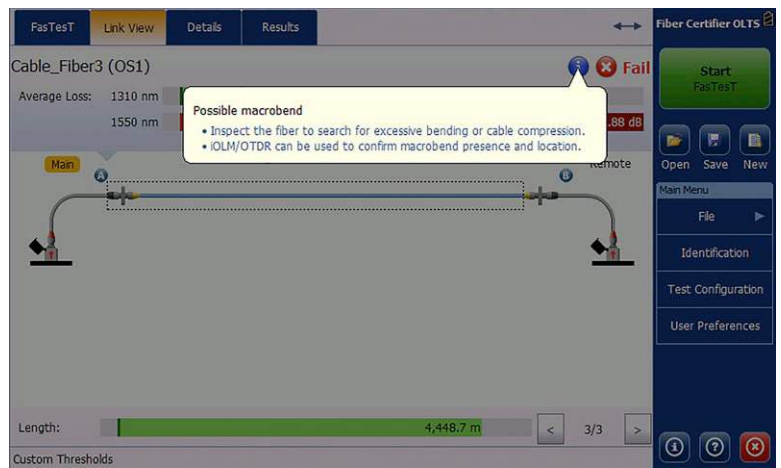 FasTesT
Link View
Details
Results
Fiber Certifier OLTS
Cable_Fiber3 (OS1)
Fail
Average Loss:
1310 nm
1550 nm
.88 dB
Possible macrobend
• Inspect the fiber to search for excessive bending or cable compression.
• iOLM/OTDR can be used to confirm macrobend presence and location.
Main
A
B
Remote
Start
FasTesT
Open
Save
New
Main Menu
File
Identification
Test Configuration
User Preferences
Length:
4,448.7 m
<
3/3
>
Custom Thresholds